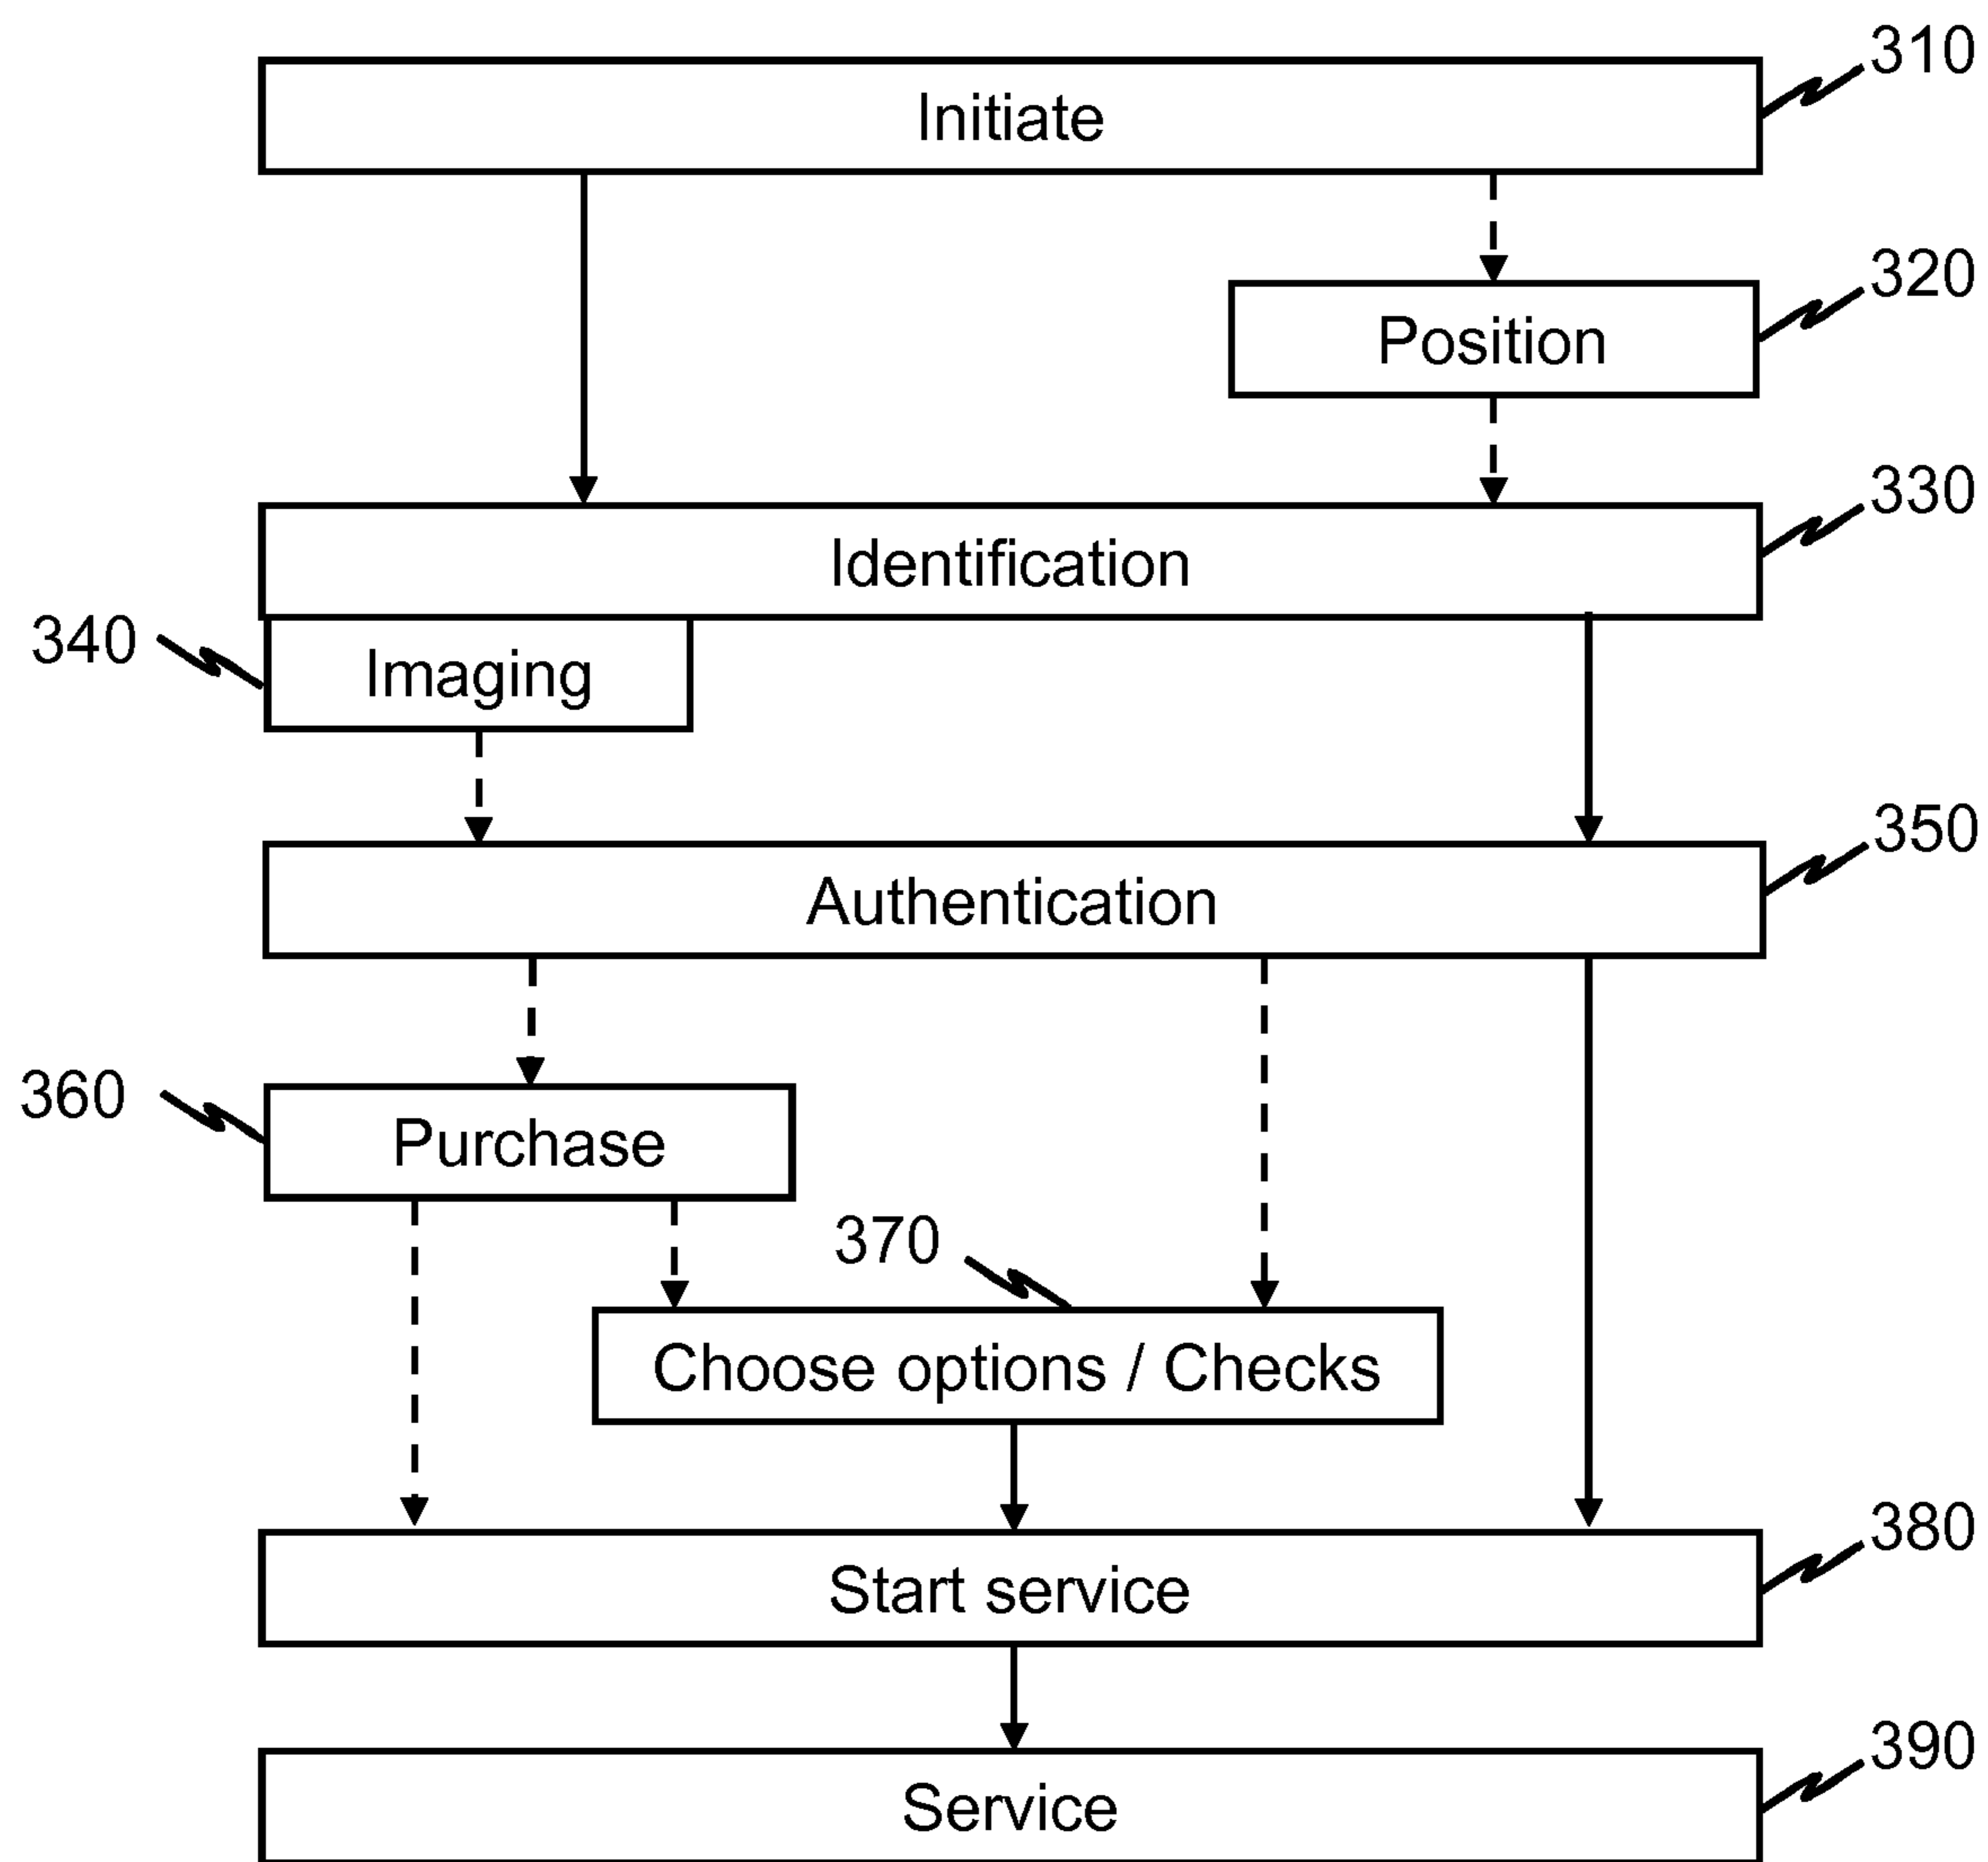 310
Initiate
320
Position
330
Identification
340
Imaging
350
Authentication
360
Purchase
370
Choose options / Checks
380
Start service
390
Service